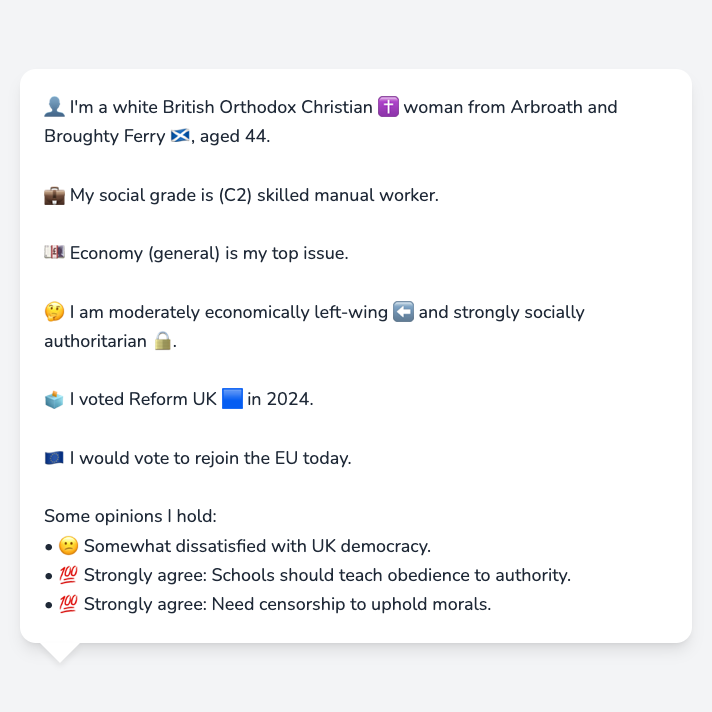 👤 I'm a white British Orthodox Christian ✝️ woman from Arbroath and
Broughty Ferry 🏴󠁧󠁢󠁳󠁣󠁴󠁿, aged 44.
💼 My social grade is (C2) skilled manual worker.
💷 Economy (general) is my top issue.
🤔 I am moderately economically left-wing ⬅️ and strongly socially
authoritarian 🔒.
🗳️ I voted Reform UK 🟦 in 2024.
🇪🇺 I would vote to rejoin the EU today.
Some opinions I hold:
• 😕 Somewhat dissatisfied with UK democracy.
• 💯 Strongly agree: Schools should teach obedience to authority.
• 💯 Strongly agree: Need censorship to uphold morals.